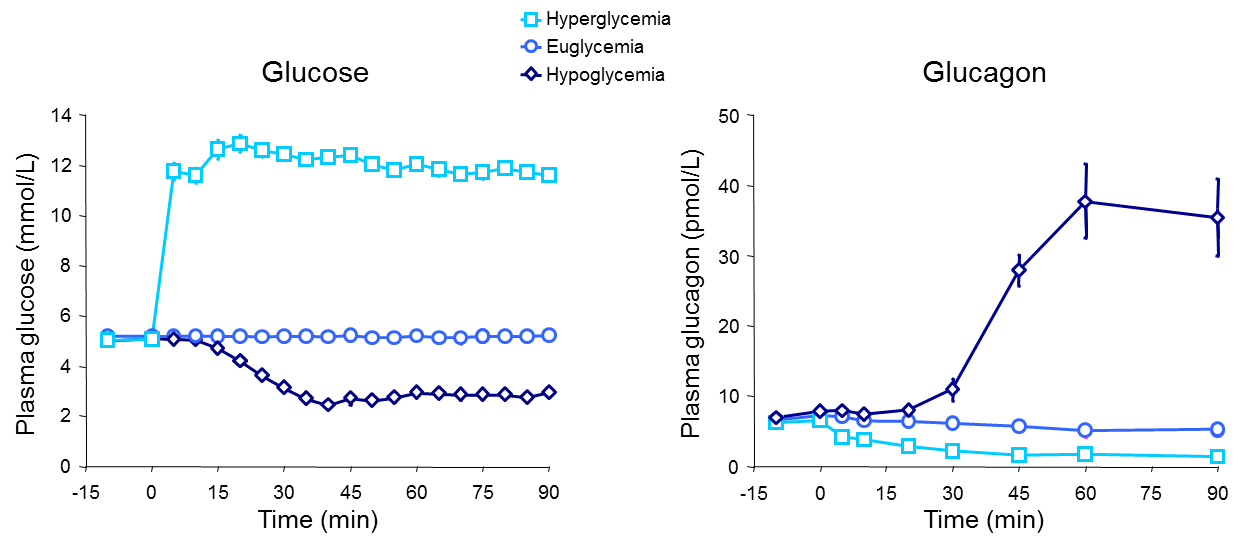 Hyperglycemia
Euglycemia
Hypoglycemia
Glucose
Plasma glucose (mmol/L)
14
12
10
8
6
4
2
0
-15 0 15 30 45 60 75 90
Time (min)
Glucagon
Plasma glucagon (pmol/L)
50
40
30
20
10
0
-15 0 15 30 45 60 75 90
Time (min)